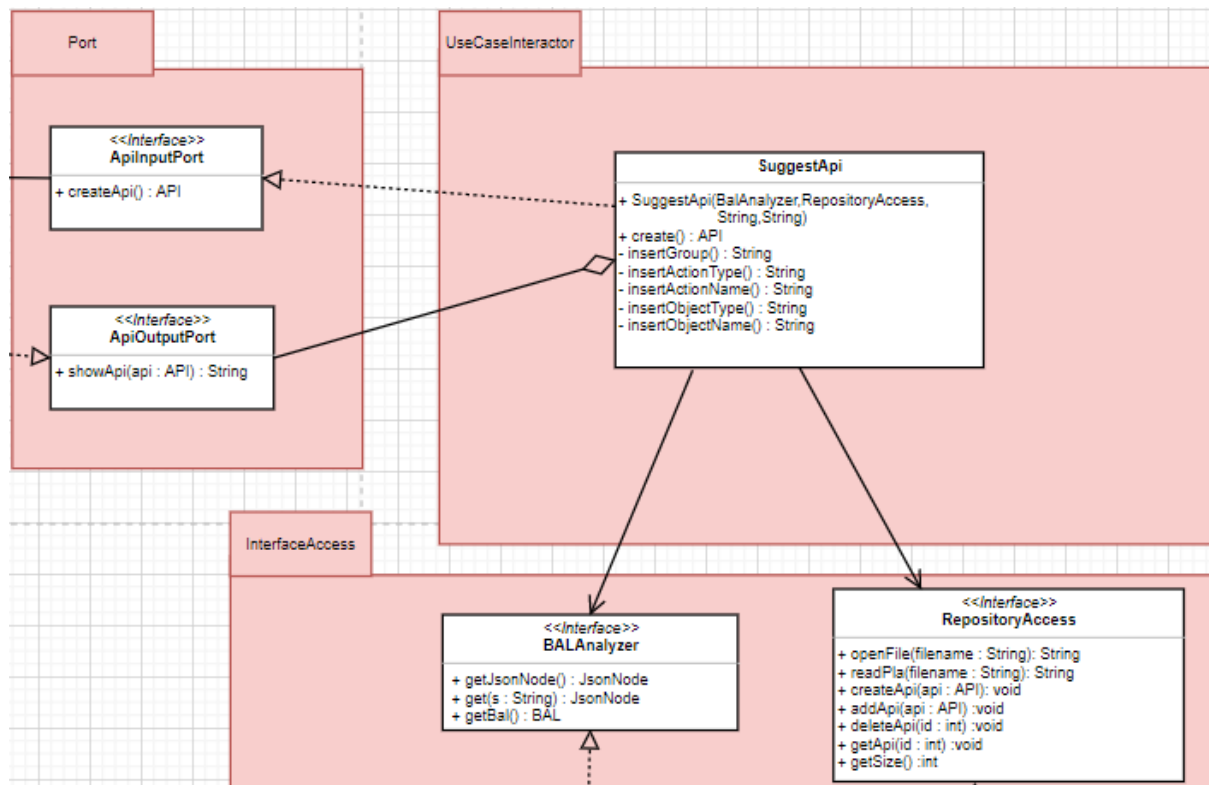 Port
UseCaseInteractor
<<Interface>>
ApiInputPort
+ createApi() : API
SuggestApi
+ SuggestApi(BalAnalyzer,RepositoryAccess,
String,String)
+ create() : API
- insertGroup() : String
- insertActionType() : String
- insertActionName() : String
- insertObjectType() : String
- insertObjectName() : String
<<Interface>>
ApiOutputPort
+ showApi(api : API) : String
InterfaceAccess
<<Interface>>
BALAnalyzer
+ getJsonNode() : JsonNode
+ get(s : String) : JsonNode
+ getBal() : BAL
<<Interface>>
RepositoryAccess
+ openFile(filename : String): String
+ readPla(filename : String): String
+ createApi(api : API): void
+ addApi(api : API) :void
+ deleteApi(id : int) :void
+ getApi(id : int) :void
+ getSize() :int